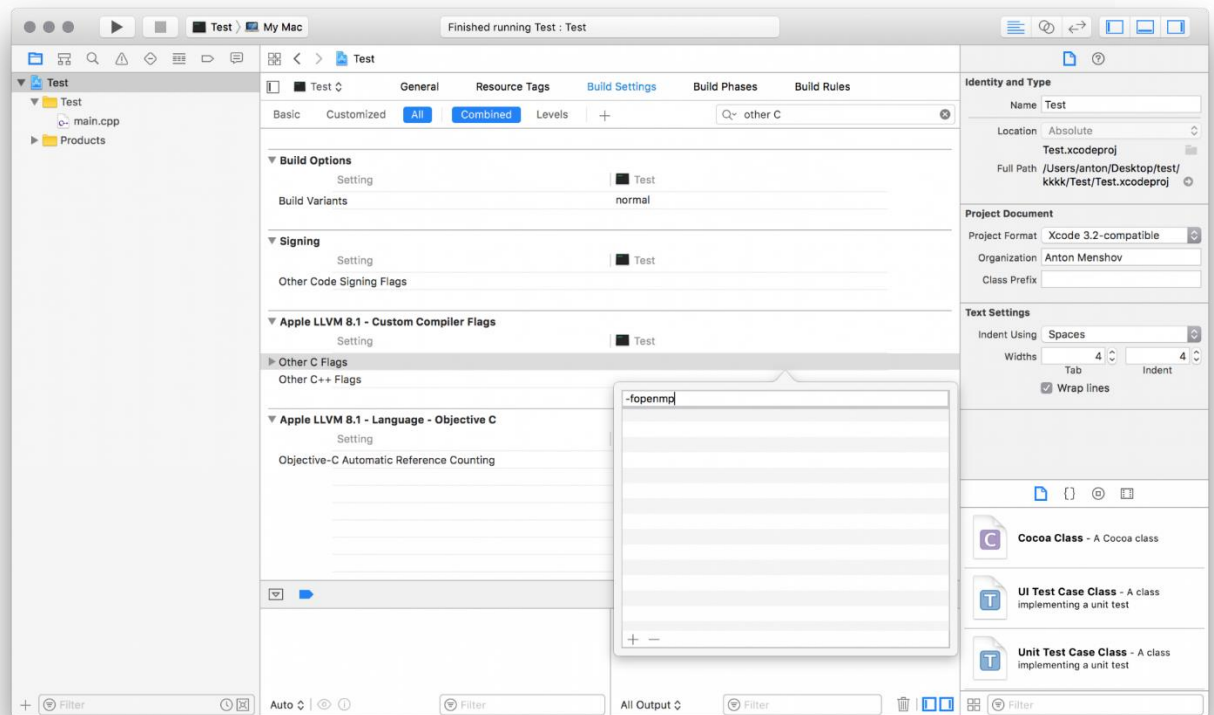 Test
My Mac
Finished running Test : Test
Test
Test
main.cpp
Products
Test
Test
General
Resource Tags
Build Settings
Build Phases
Build Rules
Basic
Customized
All
Combined
Levels
other C
Build Options
Setting
Test
Build Variants
normal
Signing
Setting
Test
Other Code Signing Flags
Apple LLVM 8.1 - Custom Compiler Flags
Setting
Test
Other C Flags
Other C++ Flags
-fopenmp
Apple LLVM 8.1 - Language - Objective C
Setting
Objective-C Automatic Reference Counting
Identity and Type
Name Test
Location Absolute
Test.xcodeproj
Full Path /Users/anton/Desktop/test/
kkkk/Test/Test.xcodeproj
Project Document
Project Format Xcode 3.2-compatible
Organization Anton Menshov
Class Prefix
Text Settings
Indent Using Spaces
Widths 4 4
Tab Indent
Wrap lines
C Cocoa Class - A Cocoa class
T UI Test Case Class - A class
implementing a unit test
T Unit Test Case Class - A class
implementing a unit test
Filter
Auto
Filter
All Output
Filter
Filter